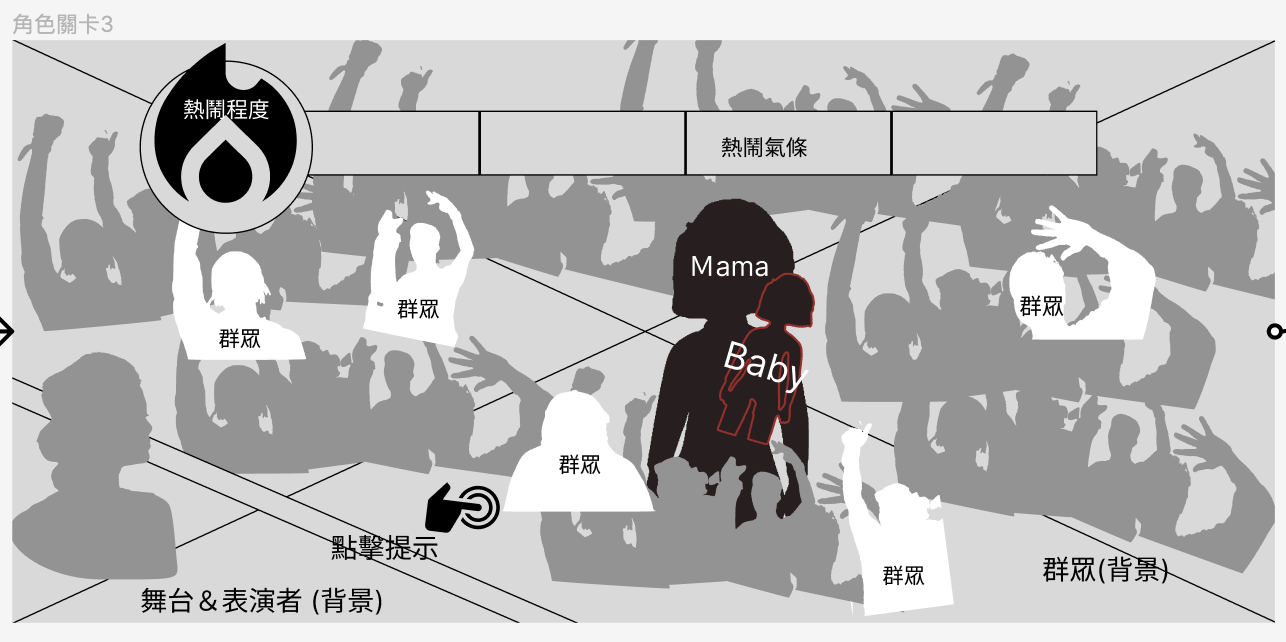 角色關卡3
熱鬧程度
熱鬧氣條
Mama
群眾
群眾
群眾
Baby
群眾
群眾
點擊提示
群眾
群眾(背景)
舞台&表演者 (背景)